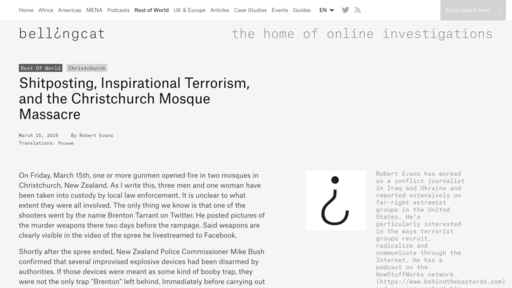 Home Africa Americas MENA Podcasts Rest of World UK & Europe Articles Case Studies Events Guides EN Enter search term
bellingcat the home of online investigations
Rest Of World Christchurch
Shitposting, Inspirational Terrorism,
and the Christchurch Mosque
Massacre
March 15, 2019 By Robert Evans
Translations: Русский
On Friday, March 15th, one or more gunmen opened fire in two mosques in
Christchurch, New Zealand. As I write this, three men and one woman have
been taken into custody by local law enforcement. It is unclear to what
extent they were all involved. The only thing we know is that one of the
shooters went by the name Brenton Tarrant on Twitter. He posted pictures of
the murder weapons there two days before the rampage. Said weapons are
clearly visible in the video of the spree he livestreamed to Facebook.
Shortly after the spree ended, New Zealand Police Commissioner Mike Bush
confirmed that several improvised explosive devices had been disarmed by
authorities. If those devices were meant as some kind of booby trap, they
were not the only trap "Brenton" left behind. Immediately before carrying out
Robert Evans has worked
as a conflict journalist
in Iraq and Ukraine and
reported extensively on
far-right extremist
groups in the United
States. He's
particularly interested
in the ways terrorist
groups recruit,
radicalize and
communicate through the
Internet. He has a
podcast on the
HowStuffWorks network
(https://www.behindthebastards.com)